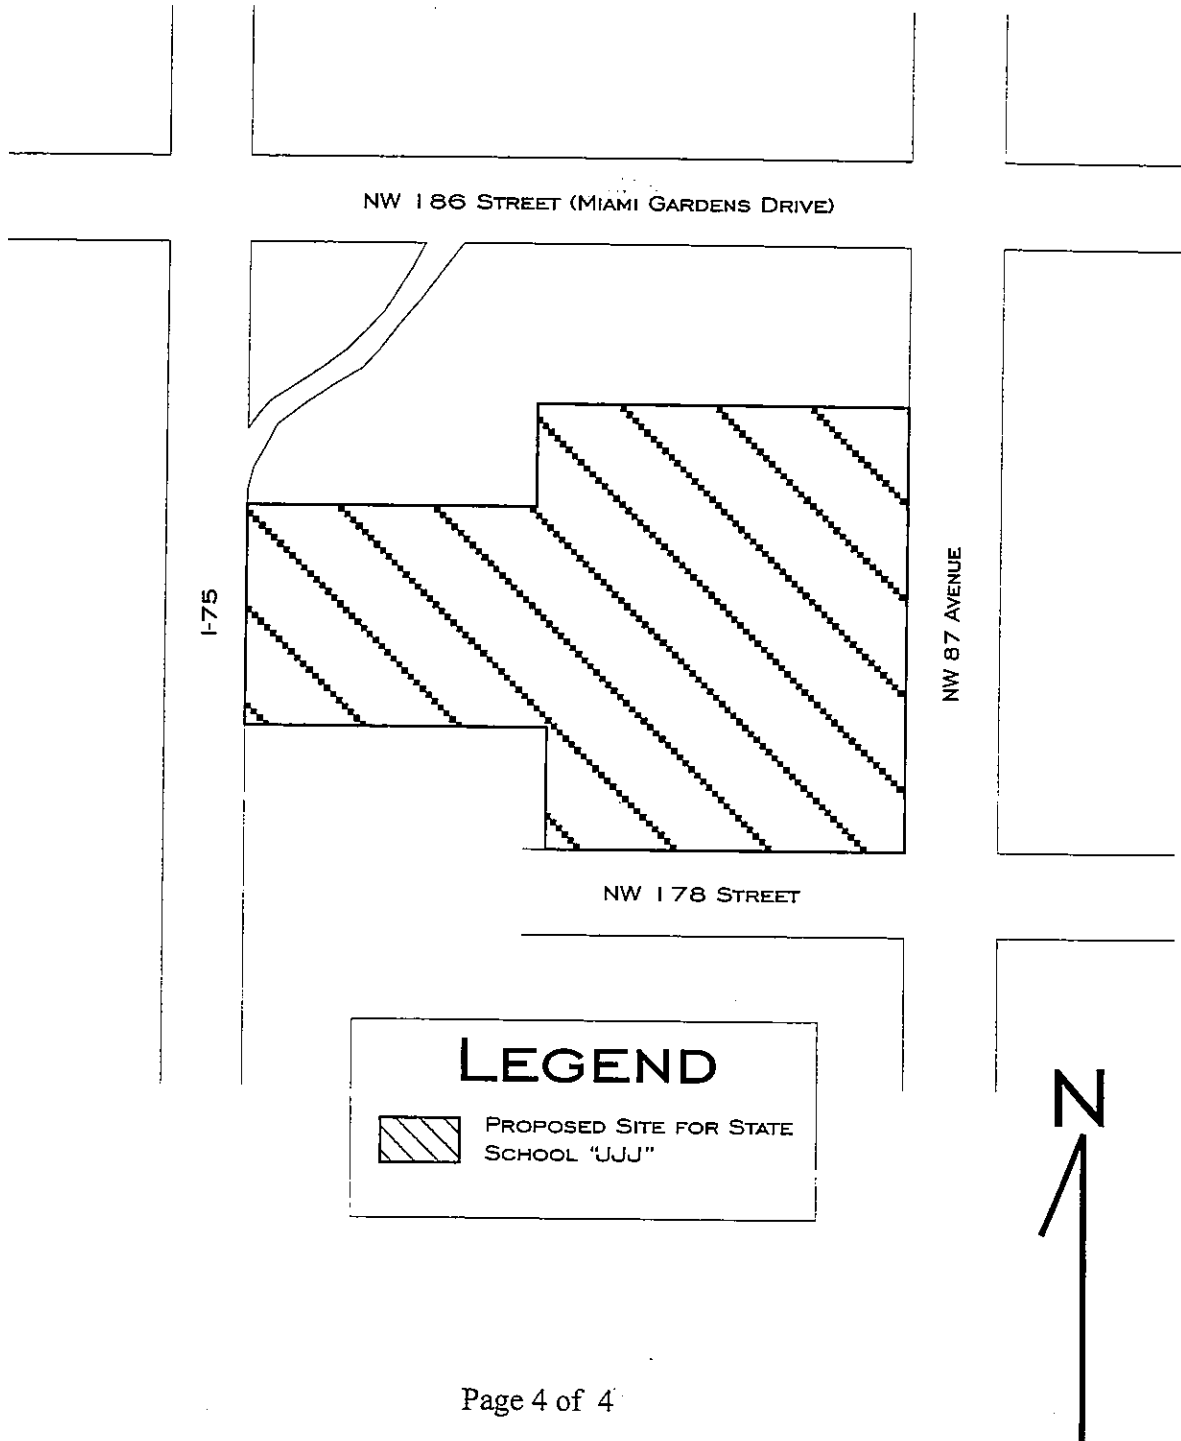 NW 186 STREET (MIAMI GARDENS DRIVE)
I-75
NW 87 AVENUE
NW 178 STREET
LEGEND
PROPOSED SITE FOR STATE
SCHOOL "JJJ"
N
Page 4 of 4